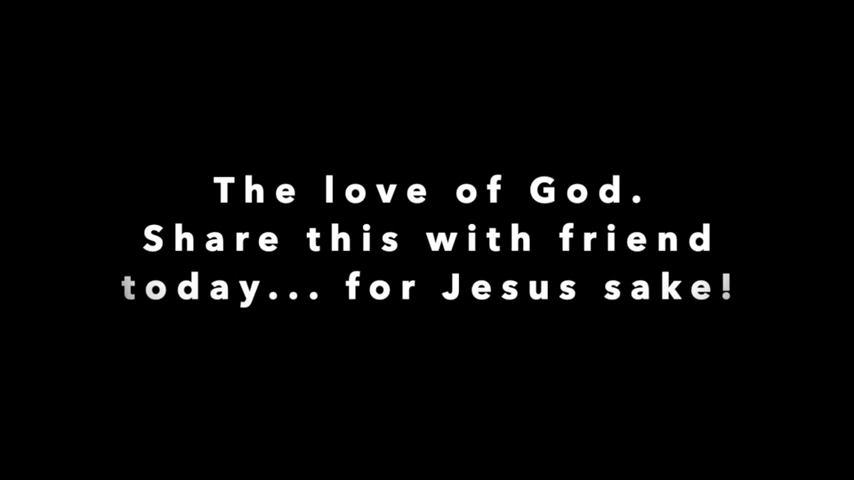 The love of God.
Share this with friend
today... for Jesus sake!